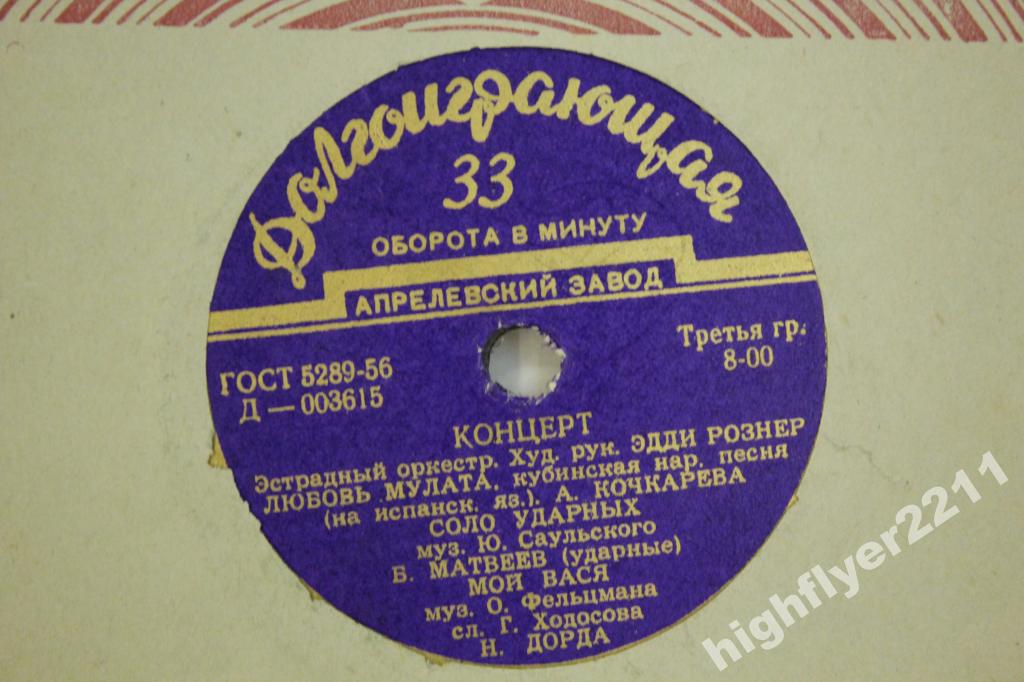 Долгоиграющая
33
ОБОРОТА В МИНУТУ
АПРЕЛЕВСКИЙ ЗАВОД
ГОСТ 5289-56
Д — 003615
Третья гр.
8-00
КОНЦЕРТ
Эстрадный оркестр. Худ. рук. ЭДДИ РОЗНЕР
ЛЮБОВЬ МУЛАТА, кубинская нар. песня
(на испанск. яз.). А. КОЧКАРЕВА
СОЛО УДАРНЫХ
муз. Ю. Саульского
Б. МАТВЕЕВ (ударные)
МОЙ ВАСЯ
муз. О. Фельцмана
сл. Г. Ходосова
Н. ДОРДА
highflyer2211